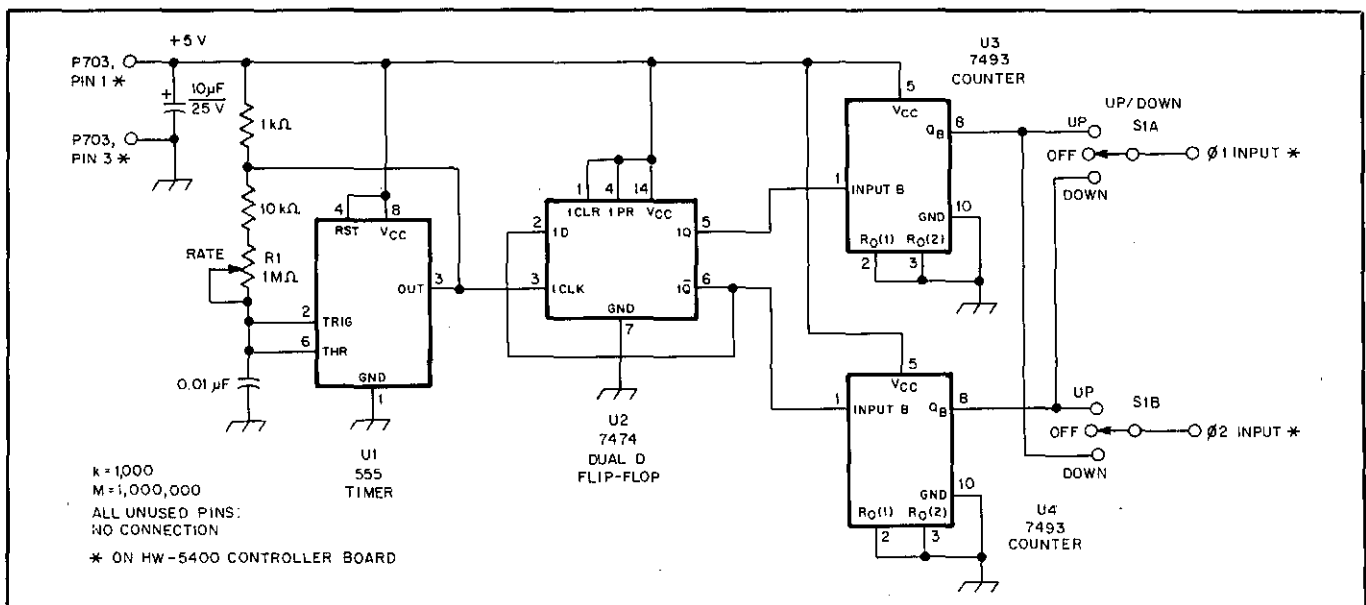 +5 V
P703,
PIN 1 *
+ 10µF
25 V
P703,
PIN 3 *
1 kΩ
10 kΩ
RATE
R1
1 MΩ
0.01 µF
4 8
RST VCC
OUT 3
2 TRIG
6 THR
GND
1
U1
555
TIMER
1 4 14
1CLR 1PR VCC
2 1D
1Q 5
3 1CLK
1Q̅ 6
GND
7
U2
7474
DUAL D
FLIP-FLOP
U3
7493
COUNTER
5
VCC
QB 8
1 INPUT B
GND 10
RO(1) RO(2)
2 3
5
VCC
1 INPUT B
QB 8
GND 10
RO(1) RO(2)
2 3
U4
7493
COUNTER
UP/DOWN
UP S1A
OFF Ø1 INPUT *
DOWN
UP S1B
OFF Ø2 INPUT *
DOWN
k = 1,000
M = 1,000,000
ALL UNUSED PINS:
NO CONNECTION
* ON HW-5400 CONTROLLER BOARD